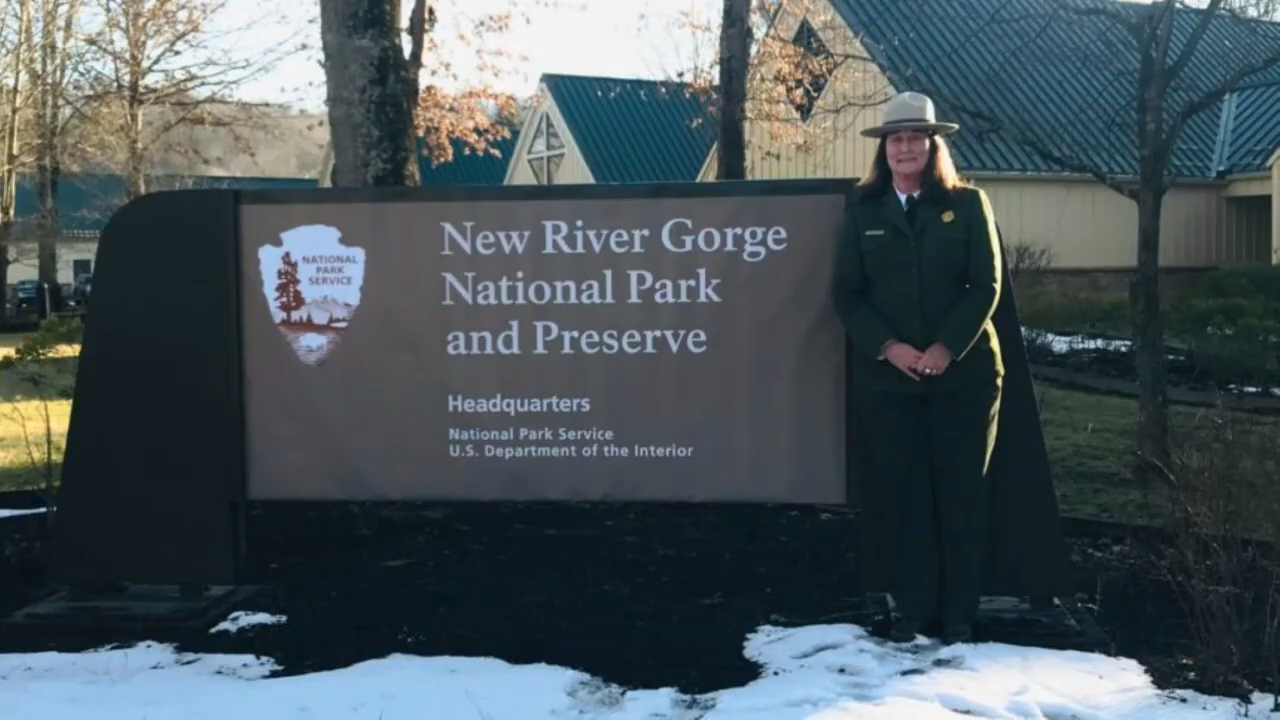 NATIONAL
PARK
SERVICE
New River Gorge
National Park
and Preserve
Headquarters
National Park Service
U.S. Department of the Interior